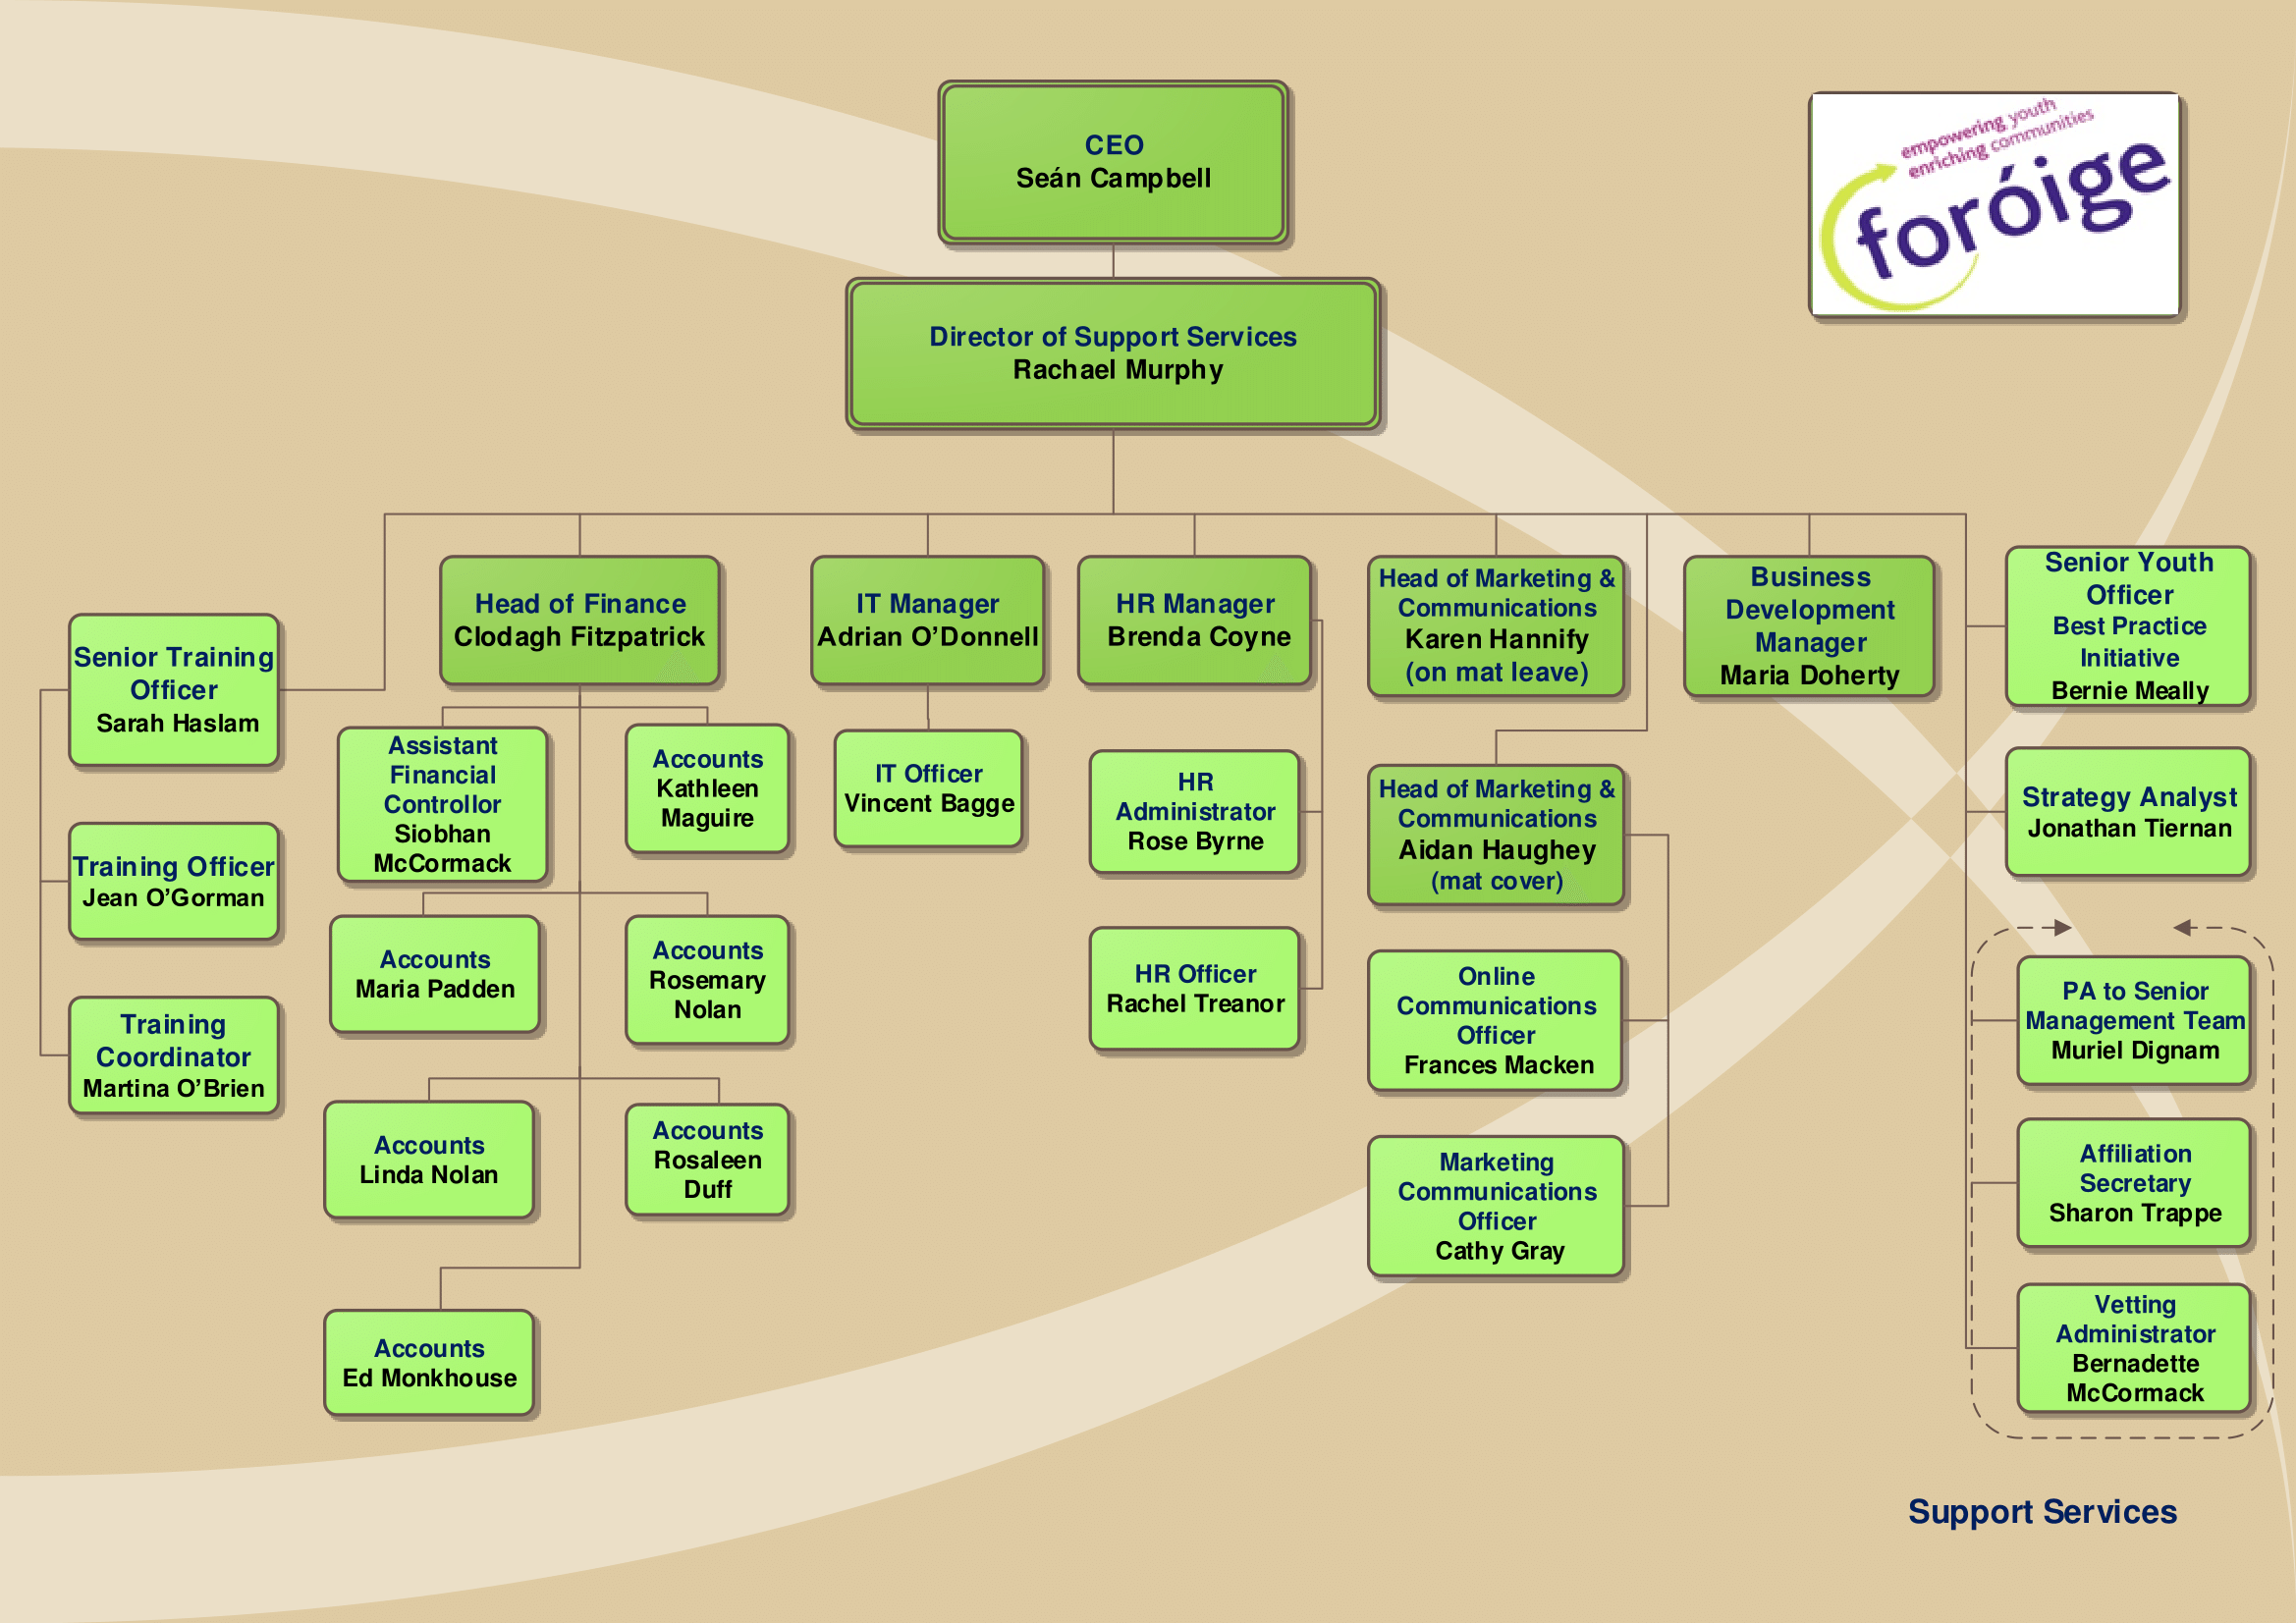 CEO
Seán Campbell
empowering youth
enriching communities
foróige
Director of Support Services
Rachael Murphy
Senior Training
Officer
Sarah Haslam
Training Officer
Jean O’Gorman
Training
Coordinator
Martina O’Brien
Head of Finance
Clodagh Fitzpatrick
Assistant
Financial
Controllor
Siobhan
McCormack
Accounts
Kathleen
Maguire
Accounts
Maria Padden
Accounts
Rosemary
Nolan
Accounts
Linda Nolan
Accounts
Rosaleen
Duff
Accounts
Ed Monkhouse
IT Manager
Adrian O’Donnell
IT Officer
Vincent Bagge
HR Manager
Brenda Coyne
HR
Administrator
Rose Byrne
HR Officer
Rachel Treanor
Head of Marketing &
Communications
Karen Hannify
(on mat leave)
Head of Marketing &
Communications
Aidan Haughey
(mat cover)
Online
Communications
Officer
Frances Macken
Marketing
Communications
Officer
Cathy Gray
Business
Development
Manager
Maria Doherty
Senior Youth
Officer
Best Practice
Initiative
Bernie Meally
Strategy Analyst
Jonathan Tiernan
PA to Senior
Management Team
Muriel Dignam
Affiliation
Secretary
Sharon Trappe
Vetting
Administrator
Bernadette
McCormack
Support Services